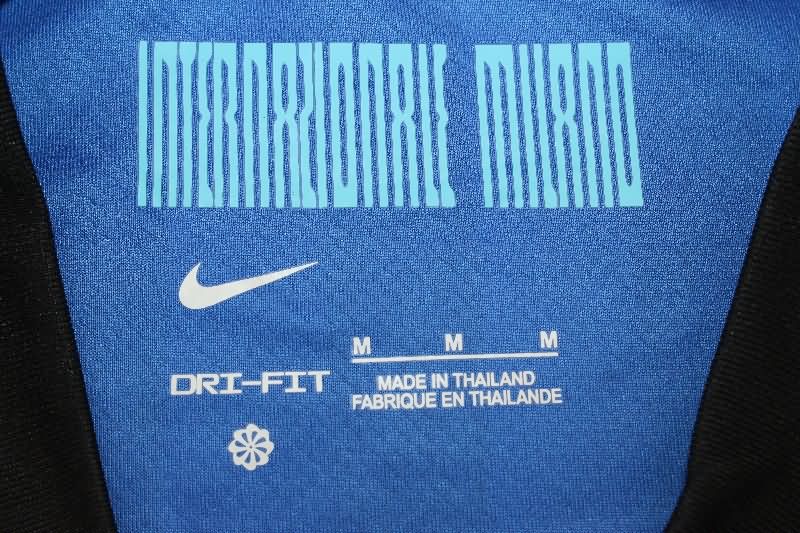 INTERNAZIONALE MILANO
M M M
DRI-FIT
MADE IN THAILAND
FABRIQUE EN THAILANDE